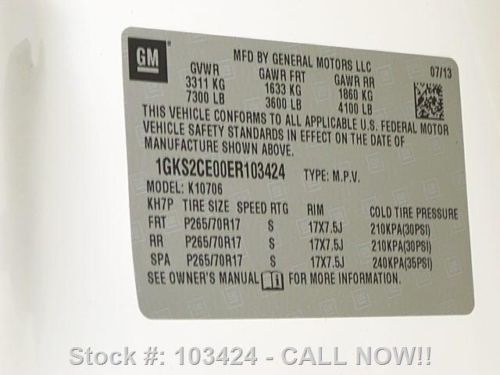 GM
MFD BY GENERAL MOTORS LLC
07/13
GVWR GAWR FRT GAWR RR
3311 KG 1633 KG 1860 KG
7300 LB 3600 LB 4100 LB
THIS VEHICLE CONFORMS TO ALL APPLICABLE U.S. FEDERAL MOTOR
VEHICLE SAFETY STANDARDS IN EFFECT ON THE DATE OF
MANUFACTURE SHOWN ABOVE.
1GKS2CE00ER103424 TYPE: M.P.V.
MODEL: K10706
KH7P TIRE SIZE SPEED RTG RIM COLD TIRE PRESSURE
FRT P265/70R17 S 17X7.5J 210KPA(30PSI)
RR P265/70R17 S 17X7.5J 210KPA(30PSI)
SPA P265/70R17 S 17X7.5J 240KPA(35PSI)
SEE OWNER'S MANUAL FOR MORE INFORMATION.
Stock #: 103424 - CALL NOW!!